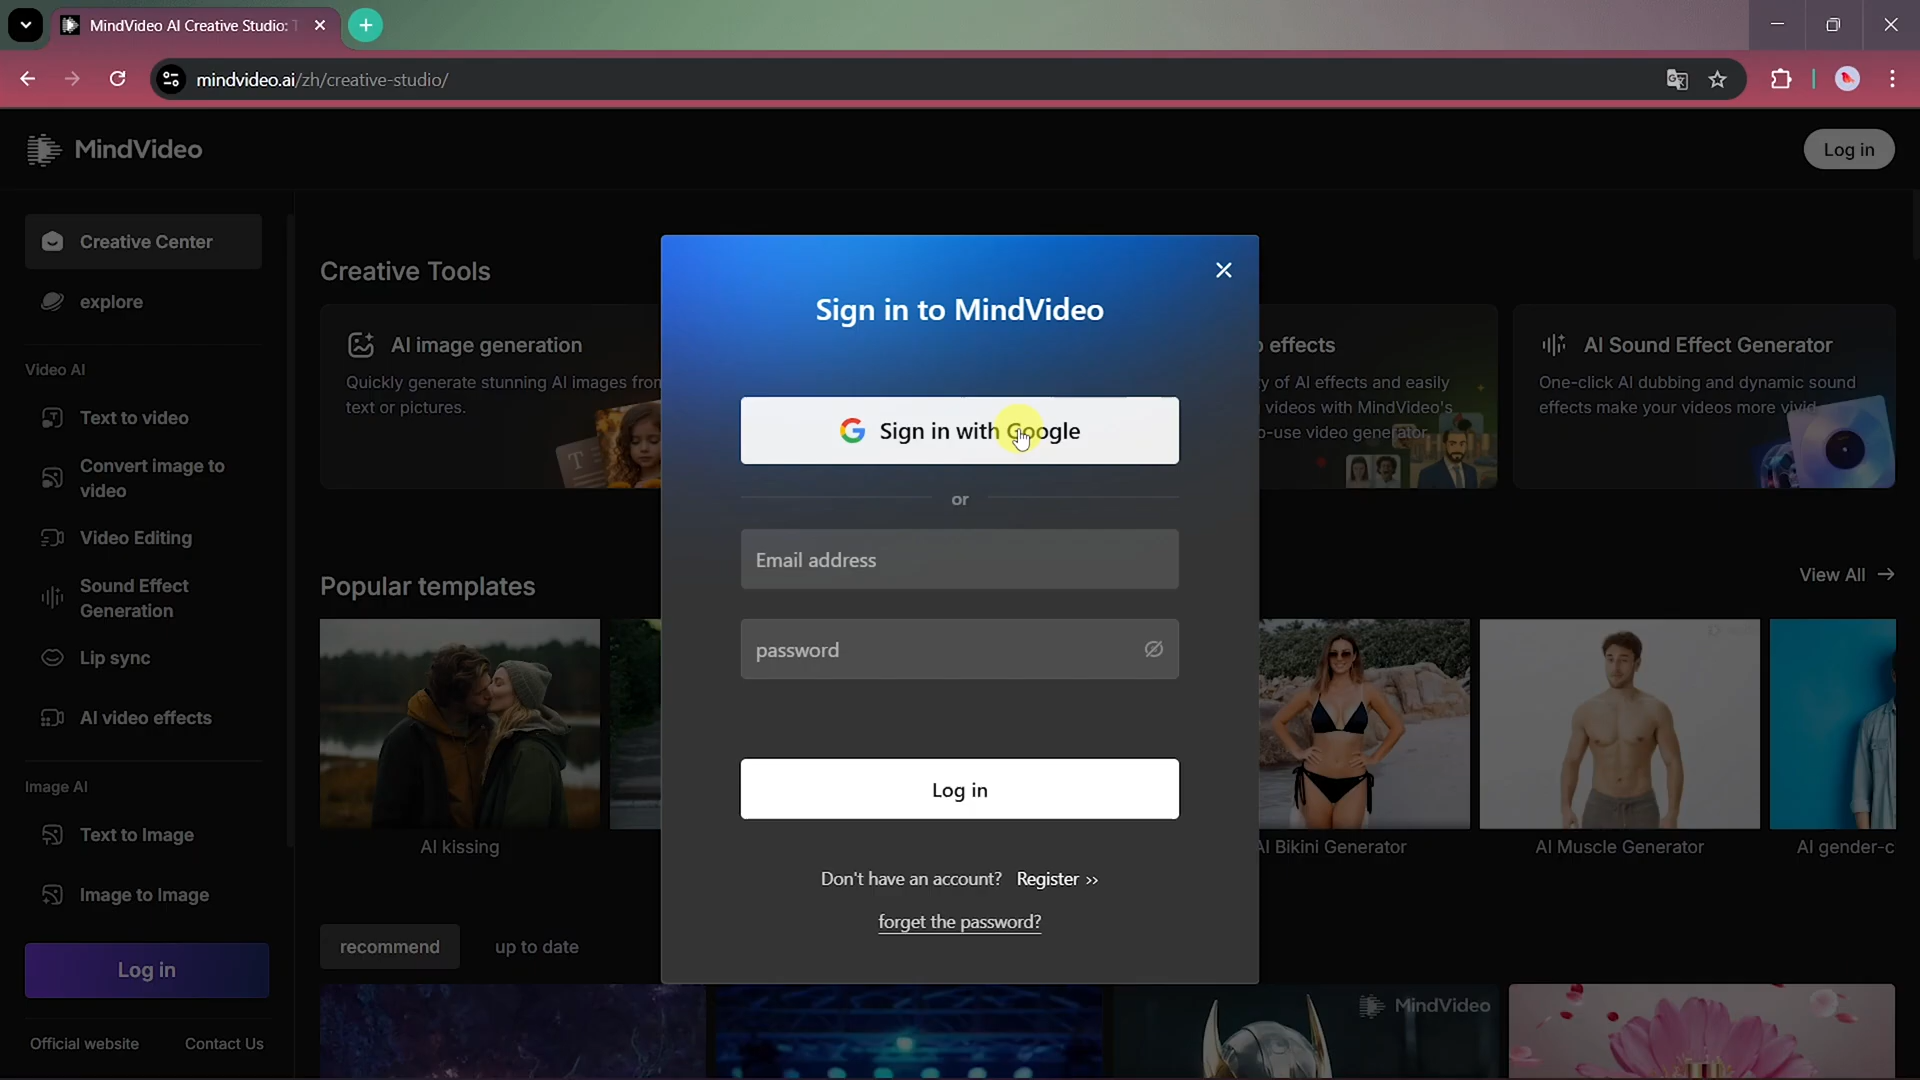 MindVideo AI Creative Studio:
mindvideo.ai/zh/creative-studio/
MindVideo
Log in
Creative Center
explore
Video AI
Text to video
Convert image to
video
Video Editing
Sound Effect
Generation
Lip sync
AI video effects
Image AI
Text to Image
Image to Image
Log in
Official website
Contact Us
Creative Tools
AI image generation
Quickly generate stunning AI images from
text or pictures.
T
effects
y of AI effects and easily
videos with MindVideo's
o-use video generator.
AI Sound Effect Generator
One-click AI dubbing and dynamic sound
effects make your videos more vivid
Sign in to MindVideo
Sign in with Google
or
Email address
password
Log in
Don't have an account? Register >>
forget the password?
Popular templates
View All
AI kissing
AI Bikini Generator
AI Muscle Generator
AI gender-c
recommend
up to date
MindVideo